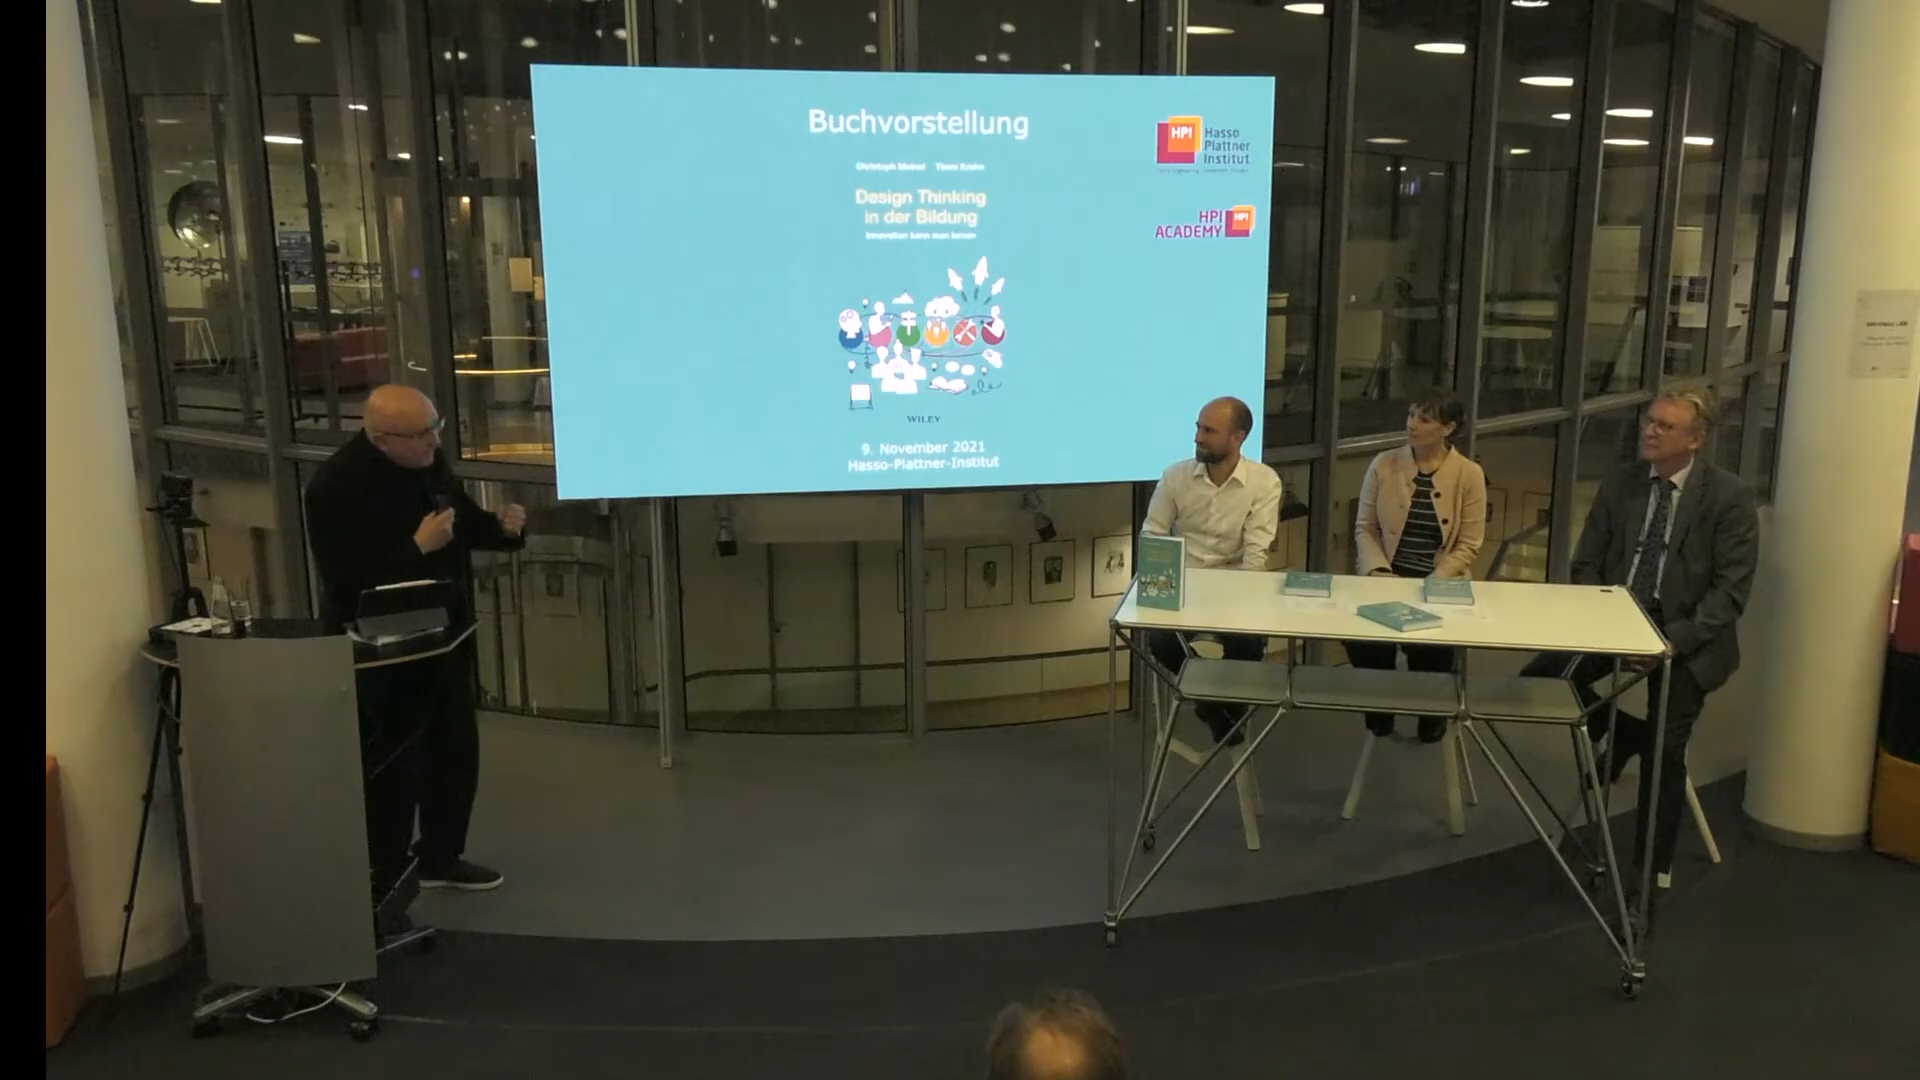 Buchvorstellung
Christoph Meinel Timm Krohn
Design Thinking
in der Bildung
Innovation kann man lernen
WILEY
9. November 2021
Hasso-Plattner-Institut
HPI
Hasso
Plattner
Institut
HPI
ACADEMY
HPI